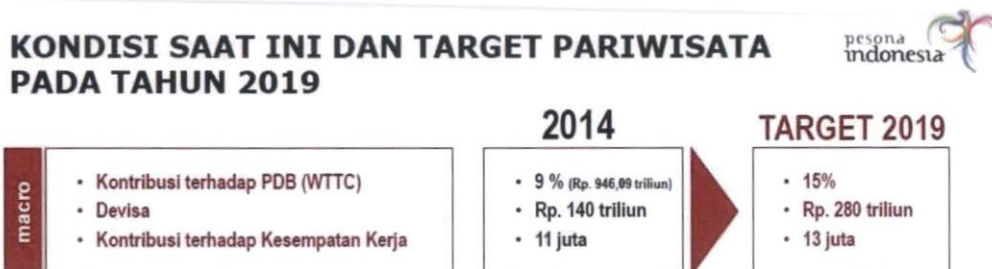 KONDISI SAAT INI DAN TARGET PARIWISATA
PADA TAHUN 2019
pesona
indonesia
2014
TARGET 2019
macro
• Kontribusi terhadap PDB (WTTC)
• Devisa
• Kontribusi terhadap Kesempatan Kerja
• 9 % (Rp. 946,09 triliun)
• Rp. 140 triliun
• 11 juta
• 15%
• Rp. 280 triliun
• 13 juta